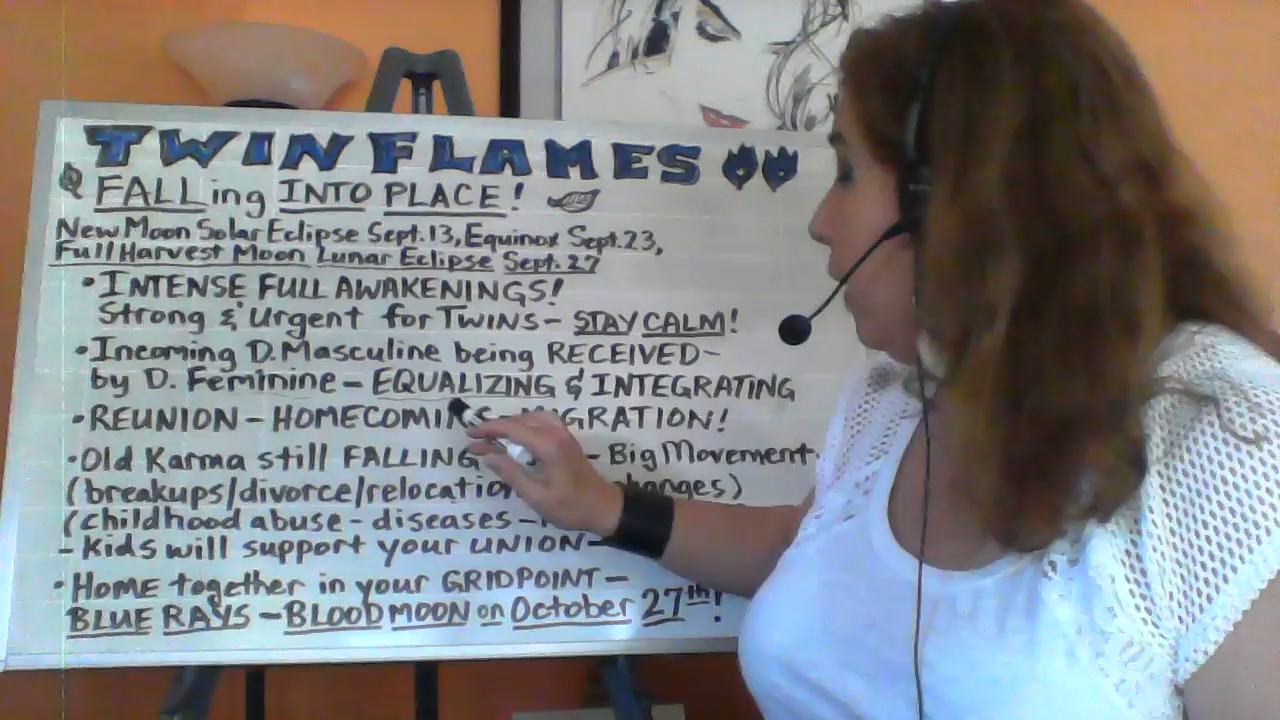 TWIN FLAMES
FALLing INTO PLACE!
New Moon Solar Eclipse Sept. 13, Equinox Sept. 23,
Full Harvest Moon Lunar Eclipse Sept. 27
• INTENSE FULL AWAKENINGS!
Strong & Urgent for TWINS - STAY CALM!
• Incoming D. Masculine being RECEIVED -
by D. Feminine - EQUALIZING & INTEGRATING
• REUNION - HOMECOMING - MIGRATION!
• Old Karma still FALLING - Big Movement
(breakups/divorce/relocation changes)
(childhood abuse - diseases -
- Kids will support your UNION -
• HOME together in your GRIDPOINT -
BLUE RAYS - BLOOD MOON on October 27th!